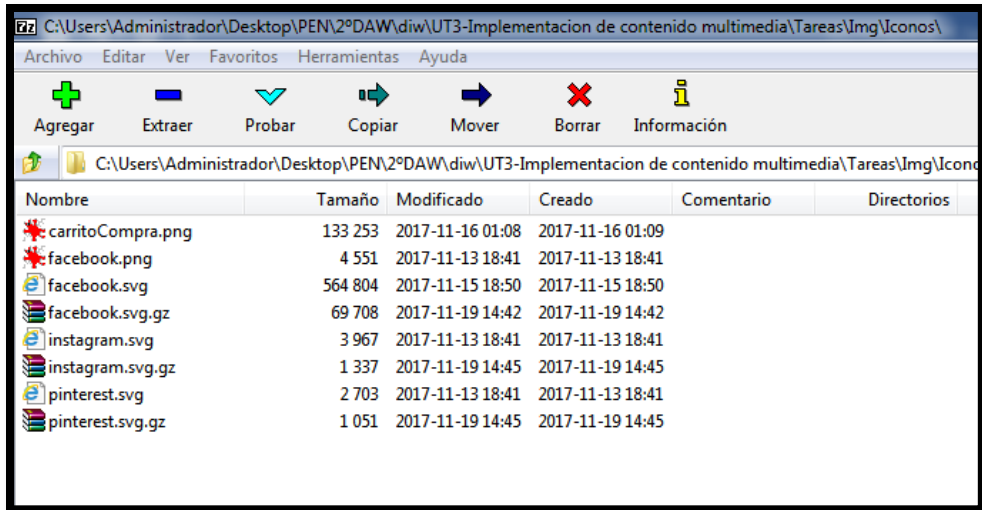 C:\Users\Administrador\Desktop\PEN\2ºDAW\diw\UT3-Implementacion de contenido multimedia\Tareas\Img\Iconos\
Archivo Editar Ver Favoritos Herramientas Ayuda
Agregar Extraer Probar Copiar Mover Borrar Información
C:\Users\Administrador\Desktop\PEN\2ºDAW\diw\UT3-Implementacion de contenido multimedia\Tareas\Img\Icono
Nombre Tamaño Modificado Creado Comentario Directorios
carritoCompra.png 133 253 2017-11-16 01:08 2017-11-16 01:09
facebook.png 4 551 2017-11-13 18:41 2017-11-13 18:41
facebook.svg 564 804 2017-11-15 18:50 2017-11-15 18:50
facebook.svg.gz 69 708 2017-11-19 14:42 2017-11-19 14:42
instagram.svg 3 967 2017-11-13 18:41 2017-11-13 18:41
instagram.svg.gz 1 337 2017-11-19 14:45 2017-11-19 14:45
pinterest.svg 2 703 2017-11-13 18:41 2017-11-13 18:41
pinterest.svg.gz 1 051 2017-11-19 14:45 2017-11-19 14:45